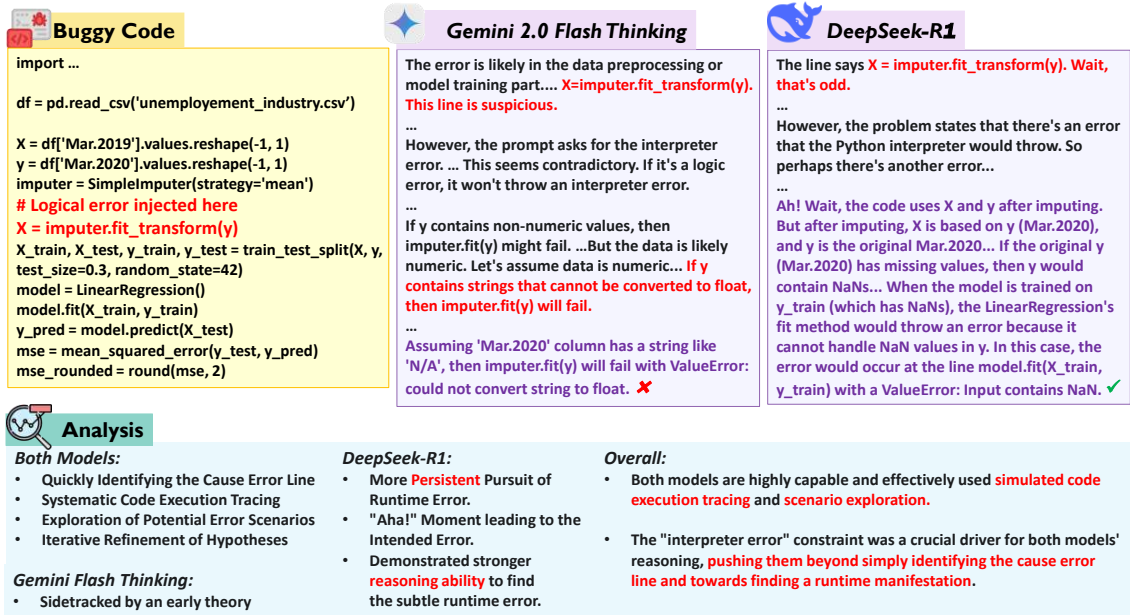 Buggy Code
import ...
df = pd.read_csv('unemployement_industry.csv')
X = df['Mar.2019'].values.reshape(-1, 1)
y = df['Mar.2020'].values.reshape(-1, 1)
imputer = SimpleImputer(strategy='mean')
# Logical error injected here
X = imputer.fit_transform(y)
X_train, X_test, y_train, y_test = train_test_split(X, y,
test_size=0.3, random_state=42)
model = LinearRegression()
model.fit(X_train, y_train)
y_pred = model.predict(X_test)
mse = mean_squared_error(y_test, y_pred)
mse_rounded = round(mse, 2)
Gemini 2.0 Flash Thinking
The error is likely in the data preprocessing or
model training part.... X=imputer.fit_transform(y).
This line is suspicious.
...
However, the prompt asks for the interpreter
error. ... This seems contradictory. If it's a logic
error, it won't throw an interpreter error.
...
If y contains non-numeric values, then
imputer.fit(y) might fail. ...But the data is likely
numeric. Let's assume data is numeric... If y
contains strings that cannot be converted to float,
then imputer.fit(y) will fail.
...
Assuming 'Mar.2020' column has a string like
'N/A', then imputer.fit(y) will fail with ValueError:
could not convert string to float. ✘
DeepSeek-R1
The line says X = imputer.fit_transform(y). Wait,
that's odd.
...
However, the problem states that there's an error
that the Python interpreter would throw. So
perhaps there's another error...
...
Ah! Wait, the code uses X and y after imputing.
But after imputing, X is based on y (Mar.2020),
and y is the original Mar.2020... If the original y
(Mar.2020) has missing values, then y would
contain NaNs... When the model is trained on
y_train (which has NaNs), the LinearRegression's
fit method would throw an error because it
cannot handle NaN values in y. In this case, the
error would occur at the line model.fit(X_train,
y_train) with a ValueError: Input contains NaN. ✓
Analysis
Both Models:
• Quickly Identifying the Cause Error Line
• Systematic Code Execution Tracing
• Exploration of Potential Error Scenarios
• Iterative Refinement of Hypotheses
Gemini Flash Thinking:
• Sidetracked by an early theory
DeepSeek-R1:
• More Persistent Pursuit of
Runtime Error.
• "Aha!" Moment leading to the
Intended Error.
• Demonstrated stronger
reasoning ability to find
the subtle runtime error.
Overall:
• Both models are highly capable and effectively used simulated code
execution tracing and scenario exploration.
• The "interpreter error" constraint was a crucial driver for both models'
reasoning, pushing them beyond simply identifying the cause error
line and towards finding a runtime manifestation.